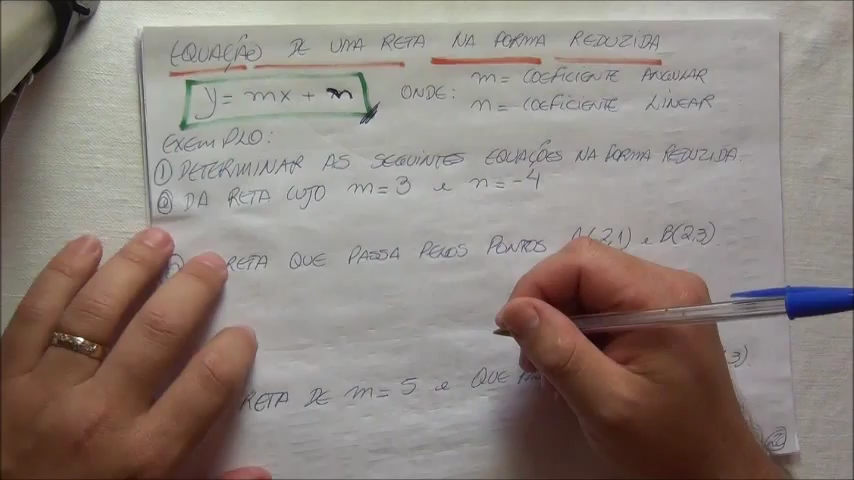 EQUAÇÃO DE UMA RETA NA FORMA REDUZIDA
y = mx + n ONDE: m = COEFICIENTE ANGULAR
n = COEFICIENTE LINEAR
EXEMPLO:
① DETERMINAR AS SEGUINTES EQUAÇÕES NA FORMA REDUZIDA.
DA RETA CUJO m = 3 e n = -4
RETA QUE PASSA PELOS PONTOS e B(2,3)
RETA DE m = 5 e QUE